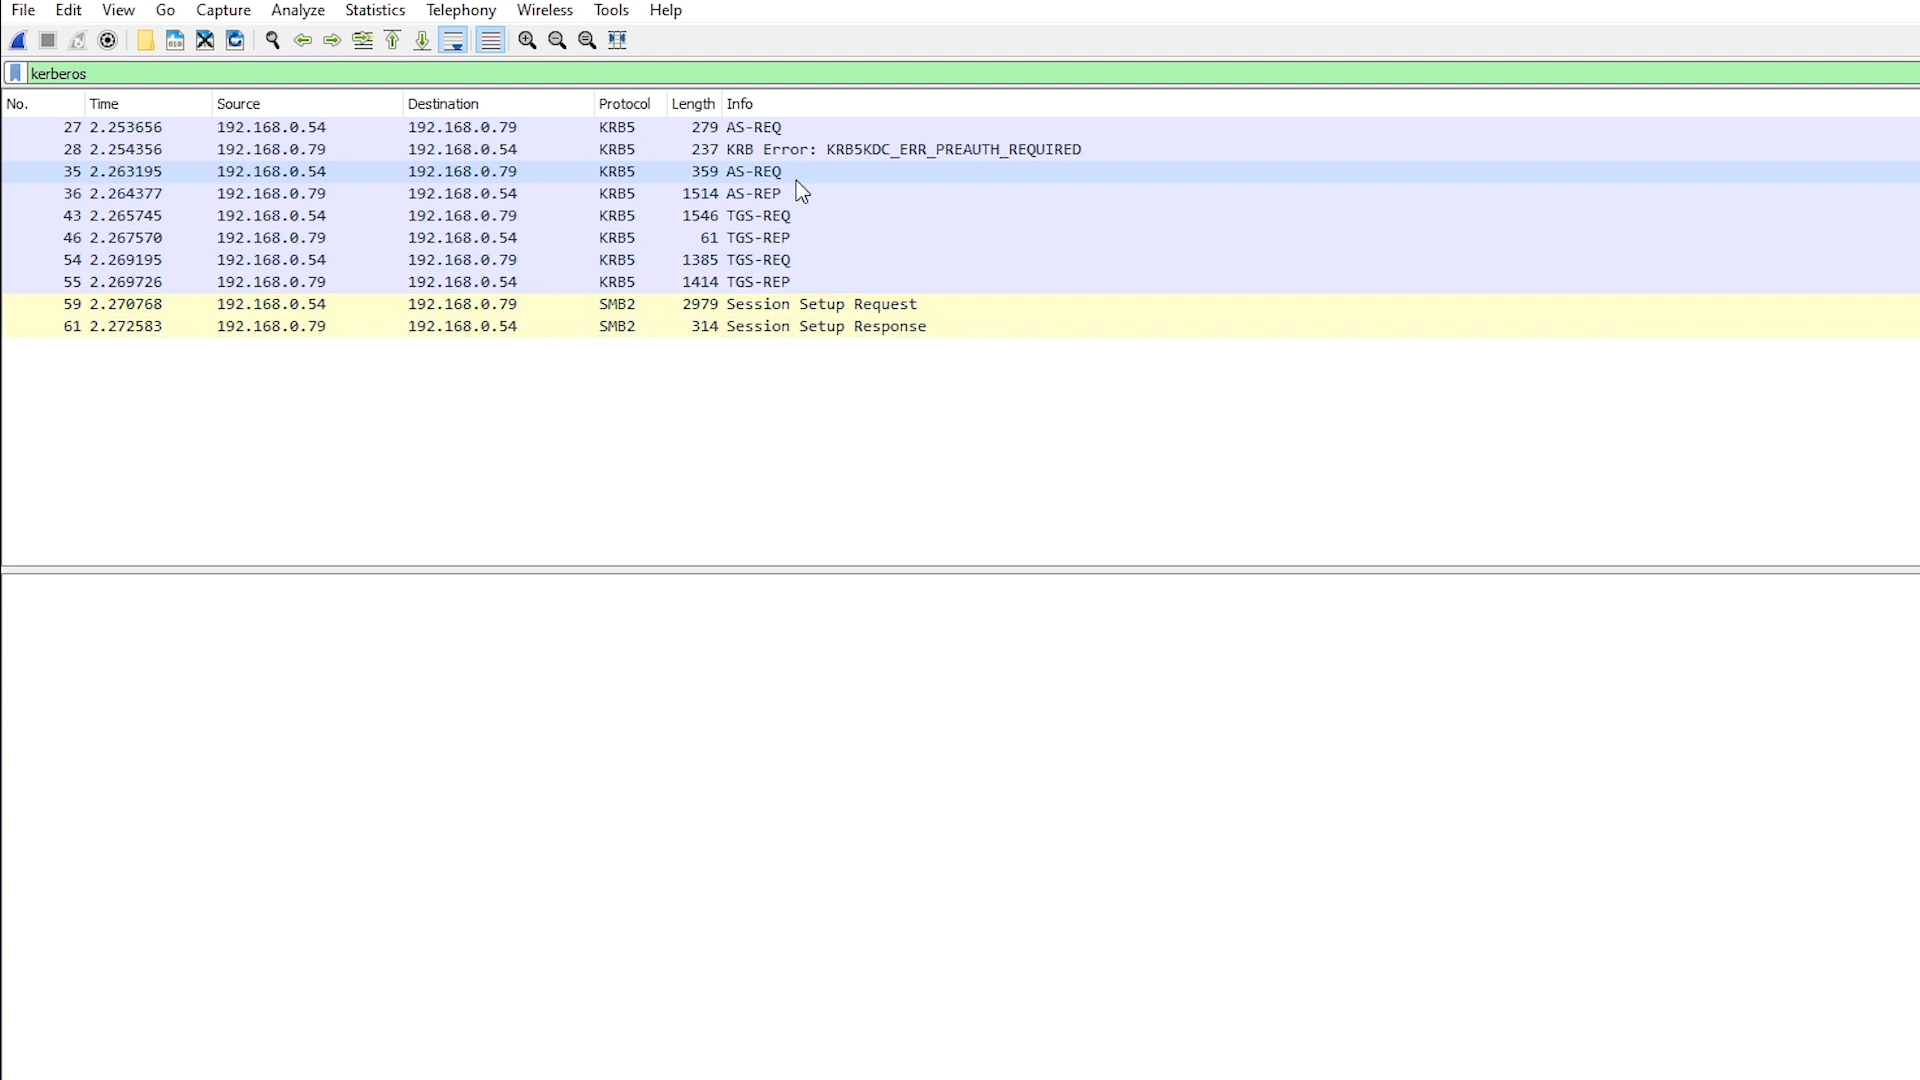 File Edit View Go Capture Analyze Statistics Telephony Wireless Tools Help
kerberos
No. Time Source Destination Protocol Length Info
27 2.253656 192.168.0.54 192.168.0.79 KRB5 279 AS-REQ
28 2.254356 192.168.0.79 192.168.0.54 KRB5 237 KRB Error: KRB5KDC_ERR_PREAUTH_REQUIRED
35 2.263195 192.168.0.54 192.168.0.79 KRB5 359 AS-REQ
36 2.264377 192.168.0.79 192.168.0.54 KRB5 1514 AS-REP
43 2.265745 192.168.0.54 192.168.0.79 KRB5 1546 TGS-REQ
46 2.267570 192.168.0.79 192.168.0.54 KRB5 61 TGS-REP
54 2.269195 192.168.0.54 192.168.0.79 KRB5 1385 TGS-REQ
55 2.269726 192.168.0.79 192.168.0.54 KRB5 1414 TGS-REP
59 2.270768 192.168.0.54 192.168.0.79 SMB2 2979 Session Setup Request
61 2.272583 192.168.0.79 192.168.0.54 SMB2 314 Session Setup Response